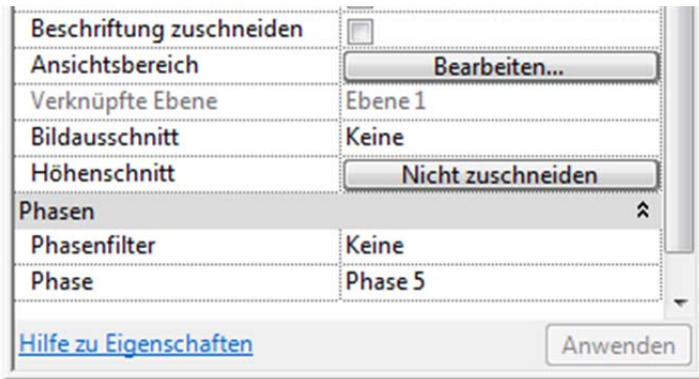 Beschriftung zuschneiden
Ansichtsbereich Bearbeiten...
Verknüpfte Ebene Ebene 1
Bildausschnitt Keine
Höhenschnitt Nicht zuschneiden
Phasen
Phasenfilter Keine
Phase Phase 5
Hilfe zu Eigenschaften Anwenden